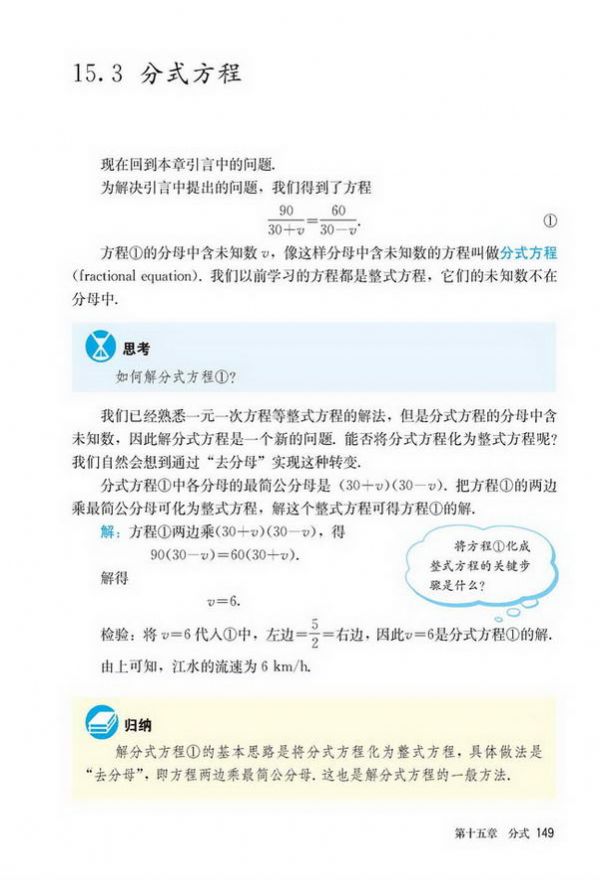 15.3 分式方程
现在回到本章引言中的问题.
为解决引言中提出的问题，我们得到了方程
90/(30+v)=60/(30−v). ①
方程①的分母中含未知数 v，像这样分母中含未知数的方程叫做分式方程
(fractional equation). 我们以前学习的方程都是整式方程，它们的未知数不在
分母中.
思考
如何解分式方程①?
我们已经熟悉一元一次方程等整式方程的解法，但是分式方程的分母中含
未知数，因此解分式方程是一个新的问题. 能否将分式方程化为整式方程呢?
我们自然会想到通过“去分母”实现这种转变.
分式方程①中各分母的最简公分母是 (30+v)(30−v). 把方程①的两边
乘最简公分母可化为整式方程，解这个整式方程可得方程①的解.
解：方程①两边乘(30+v)(30−v)，得
90(30−v)=60(30+v).
解得
v=6.
将方程①化成
整式方程的关键步
骤是什么?
检验：将 v=6 代入①中，左边=5/2=右边，因此v=6是分式方程①的解.
由上可知，江水的流速为 6 km/h.
归纳
解分式方程①的基本思路是将分式方程化为整式方程，具体做法是
“去分母”，即方程两边乘最简公分母. 这也是解分式方程的一般方法.
第十五章 分式 149